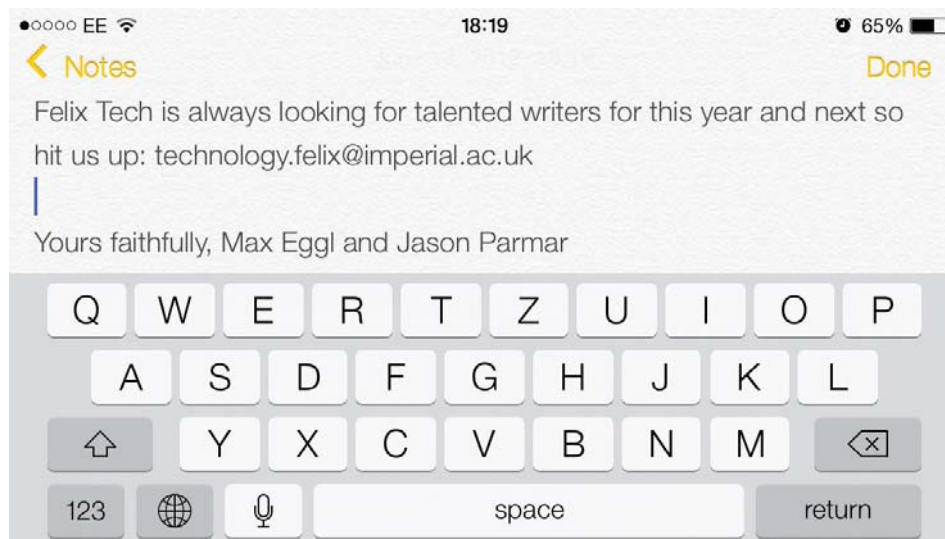 EE 18:19 65%
Notes Done
Felix Tech is always looking for talented writers for this year and next so
hit us up: technology.felix@imperial.ac.uk
Yours faithfully, Max Eggl and Jason Parmar
Q W E R T Z U I O P
A S D F G H J K L
Y X C V B N M
123 space return